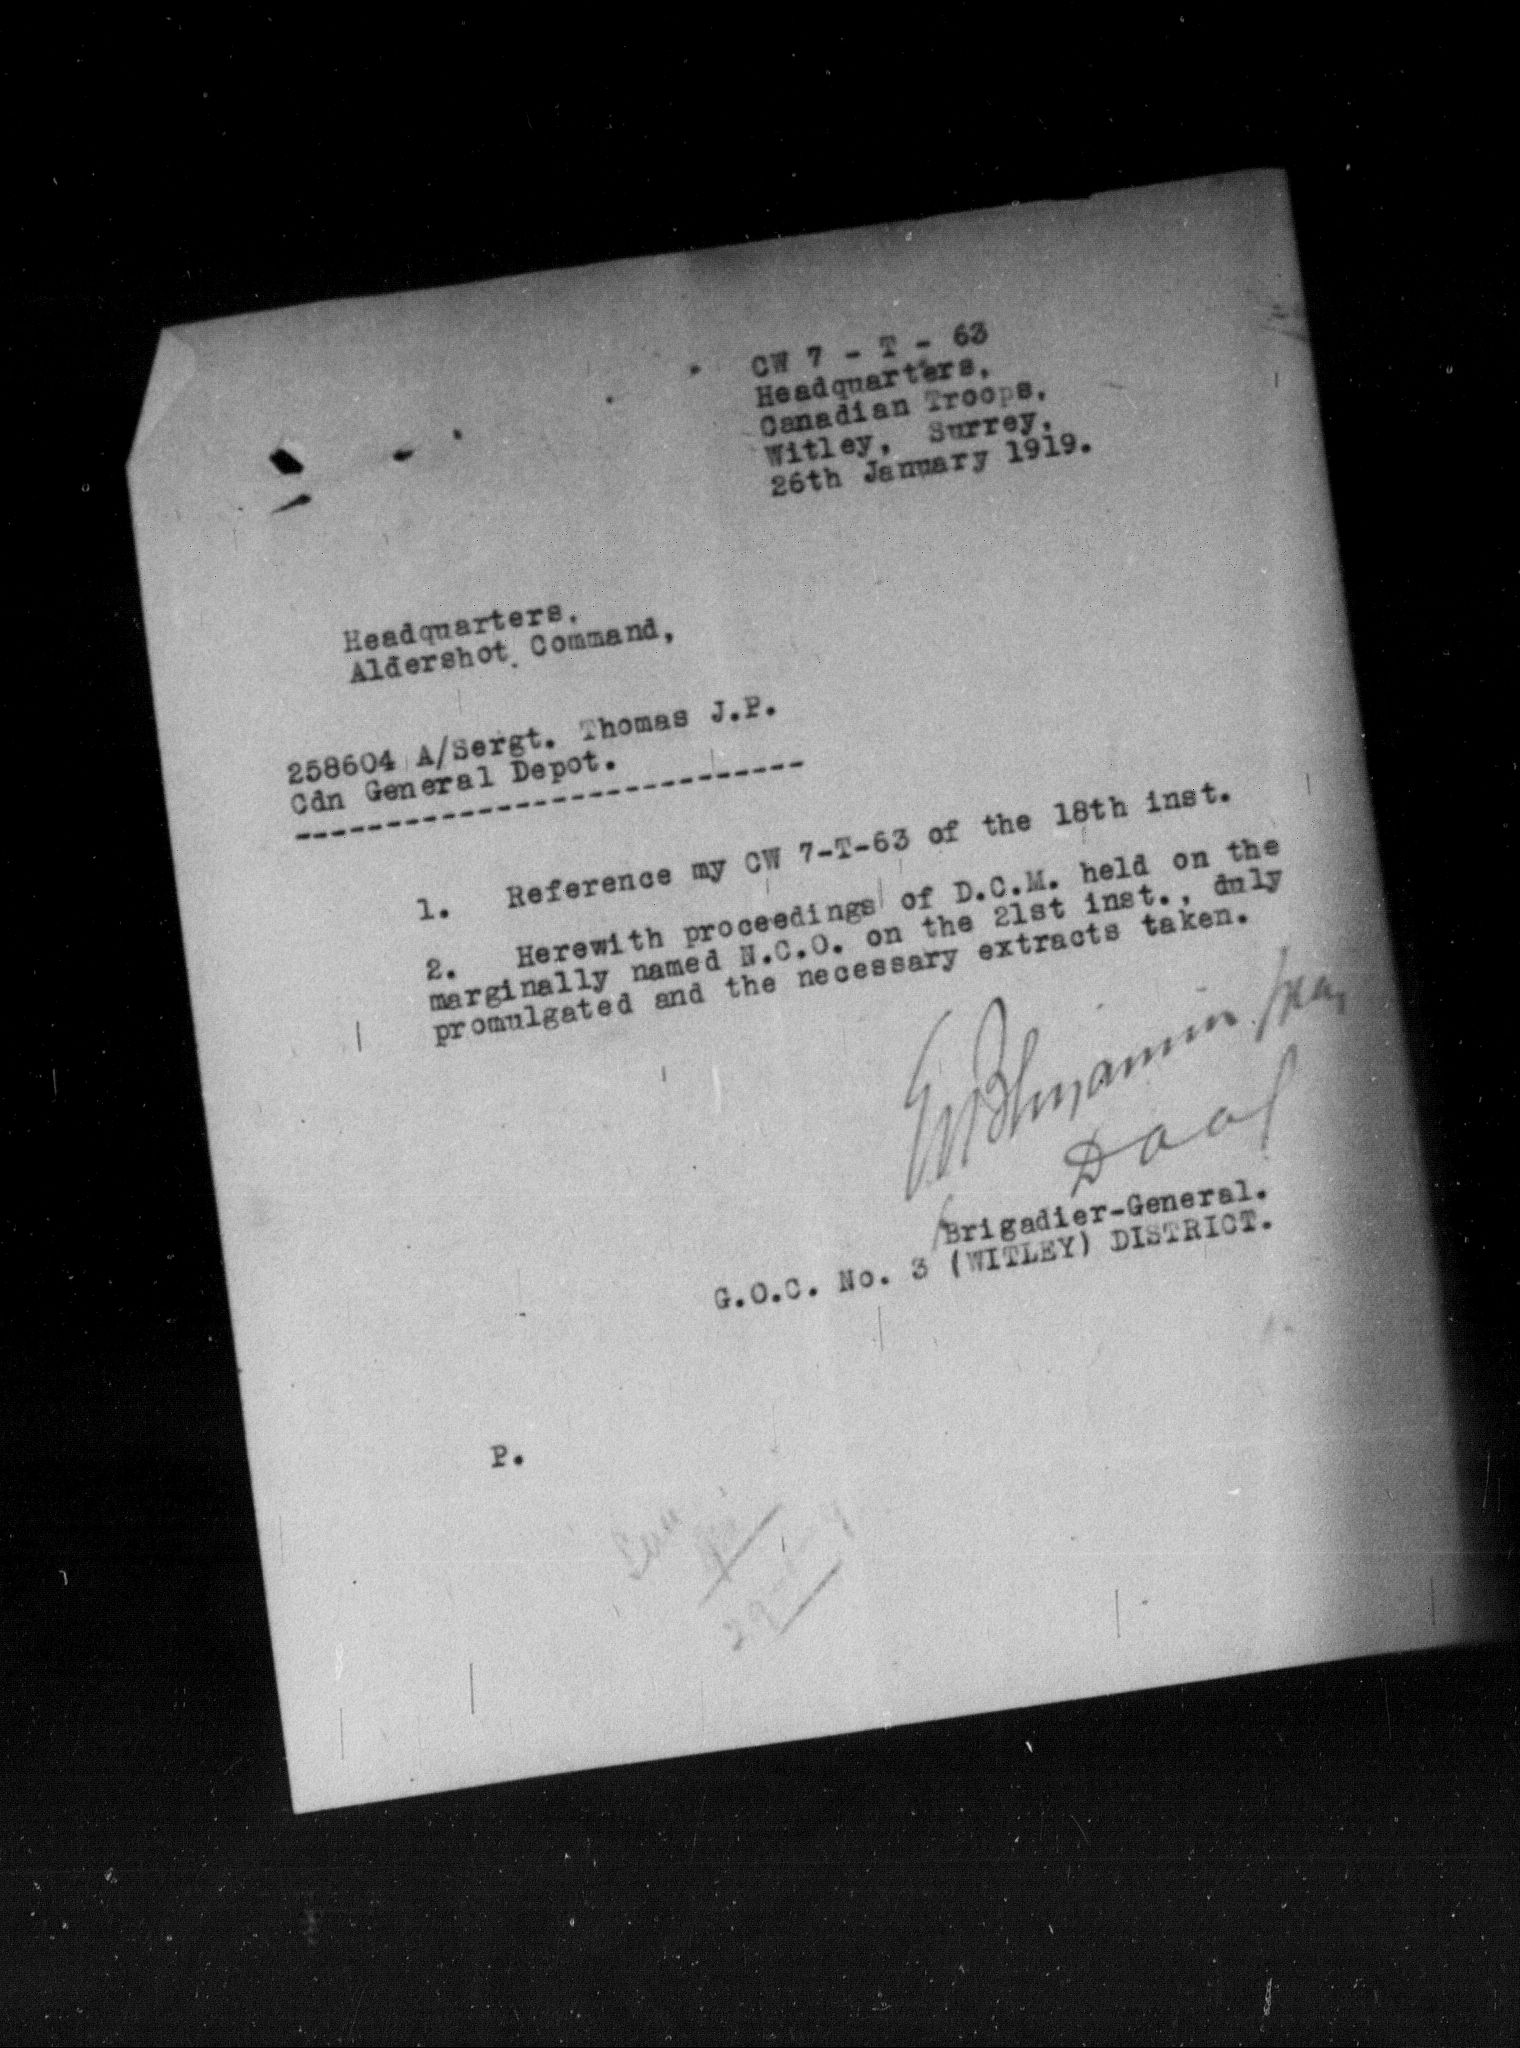 CW 7 - T - 63
Headquarters,
Canadian Troops,
Witley, Surrey,
26th January 1919.
Headquarters,
Aldershot Command,
258604 A/Sergt. Thomas J.P.
Cdn General Depot.
---------------------------
1. Reference my CW 7-T-63 of the 18th inst.
2. Herewith proceedings of D.C.M. held on the
marginally named N.C.O. on the 21st inst., duly
promulgated and the necessary extracts taken.
Brigadier-General.
G.O.C. No. 3 (WITLEY) DISTRICT.
P.